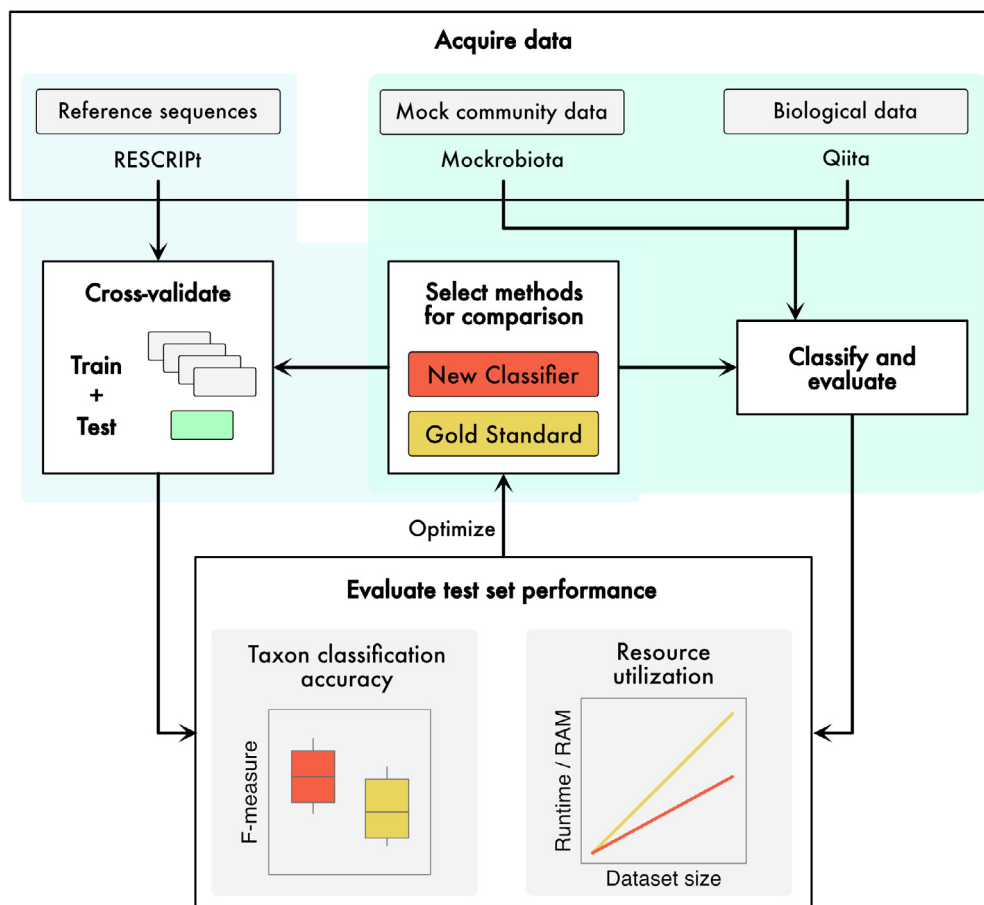 Acquire data
Reference sequences
Mock community data
Biological data
RESCRIPt
Mockrobiota
Qiita
Cross-validate
Train
+
Test
Select methods
for comparison
New Classifier
Gold Standard
Classify and
evaluate
Optimize
Evaluate test set performance
Taxon classification
accuracy
F-measure
Resource
utilization
Runtime / RAM
Dataset size